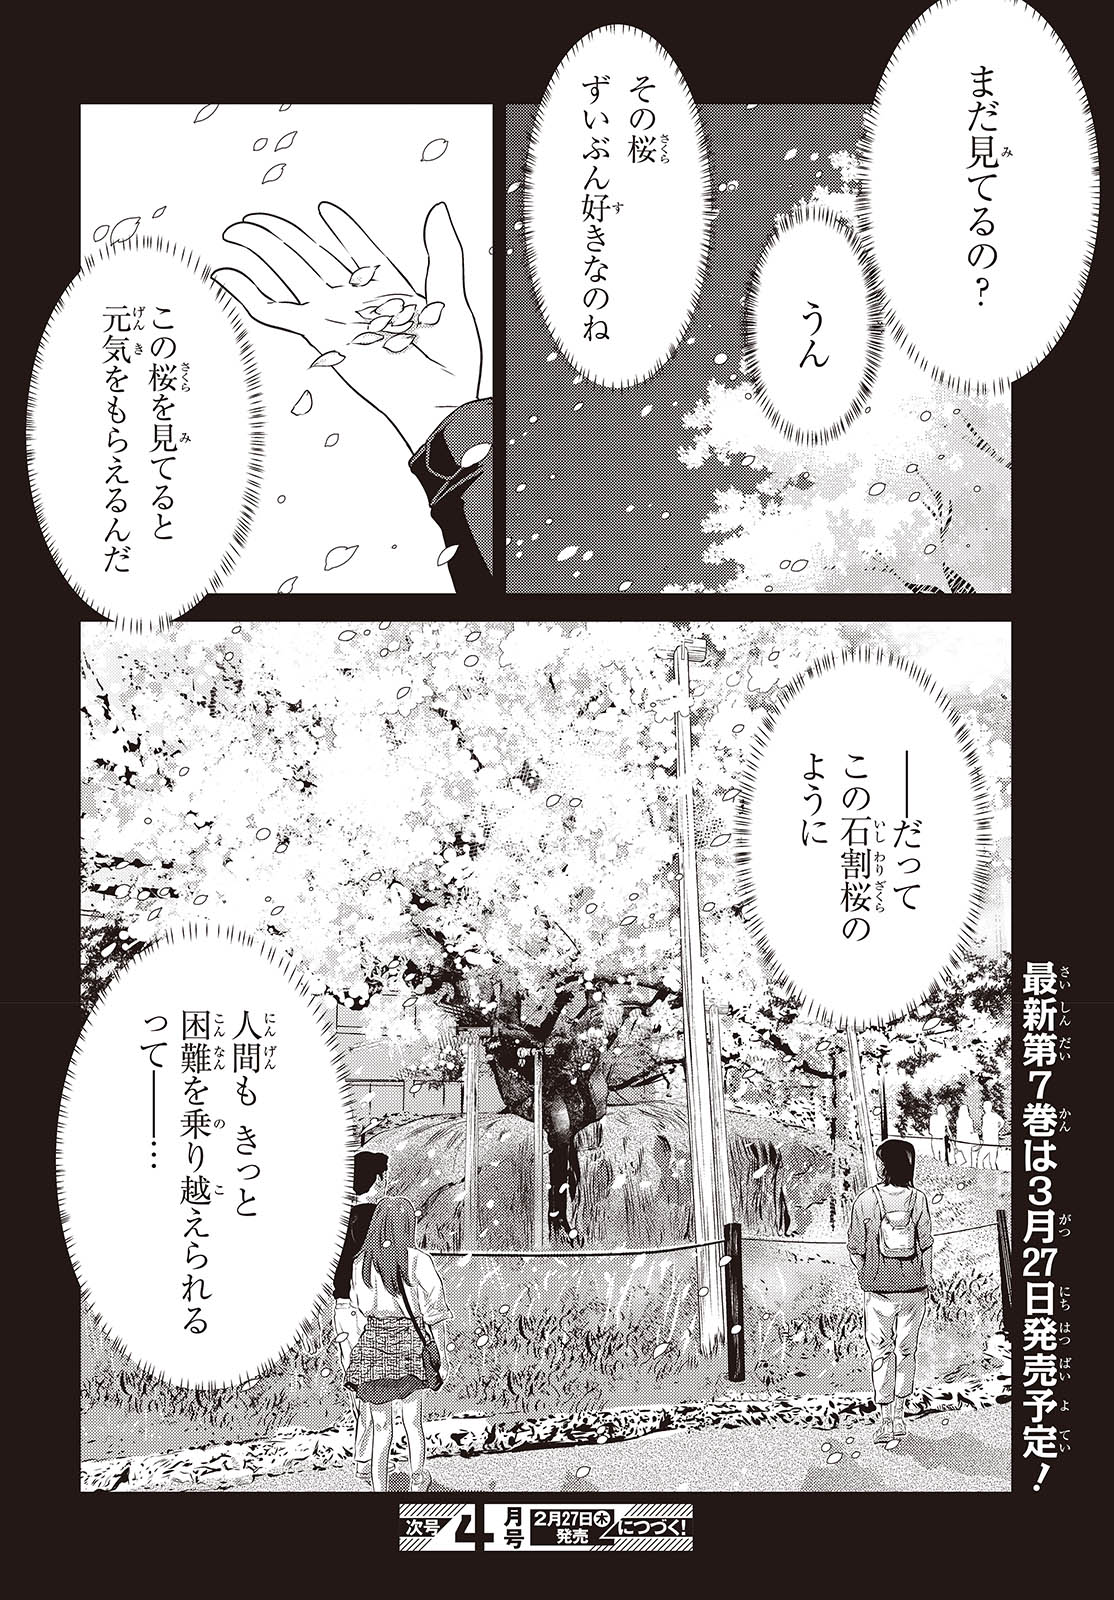 まだ見てるの？
うん
その桜
ずいぶん好きなのね
この桜を見てると
元気をもらえるんだ
――だって
この石割桜の
ように
人間も きっと
困難を乗り越えられる
って――…
最新第7巻は3月27日発売予定！
次号4月号 2月27日㊍発売 につづく！